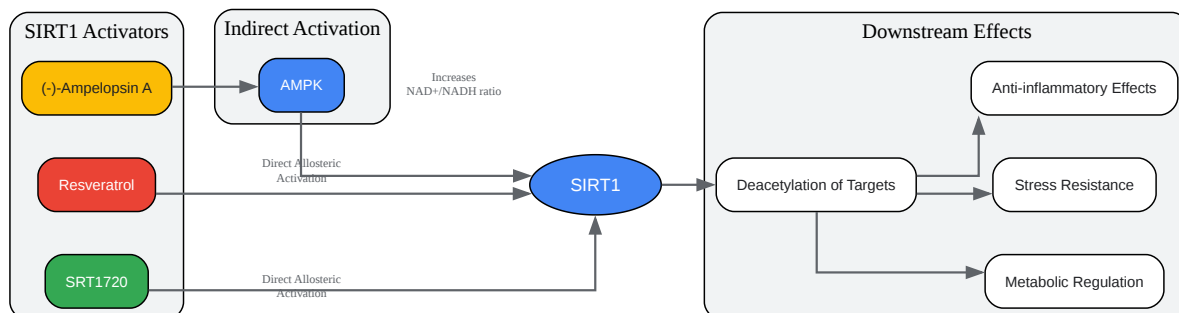 SIRT1 Activators
Indirect Activation
Downstream Effects
(-)-Ampelopsin A
AMPK
Increases
NAD+/NADH ratio
Anti-inflammatory Effects
Direct Allosteric
Activation
Resveratrol
SIRT1
Deacetylation of Targets
Stress Resistance
SRT1720
Direct Allosteric
Activation
Metabolic Regulation